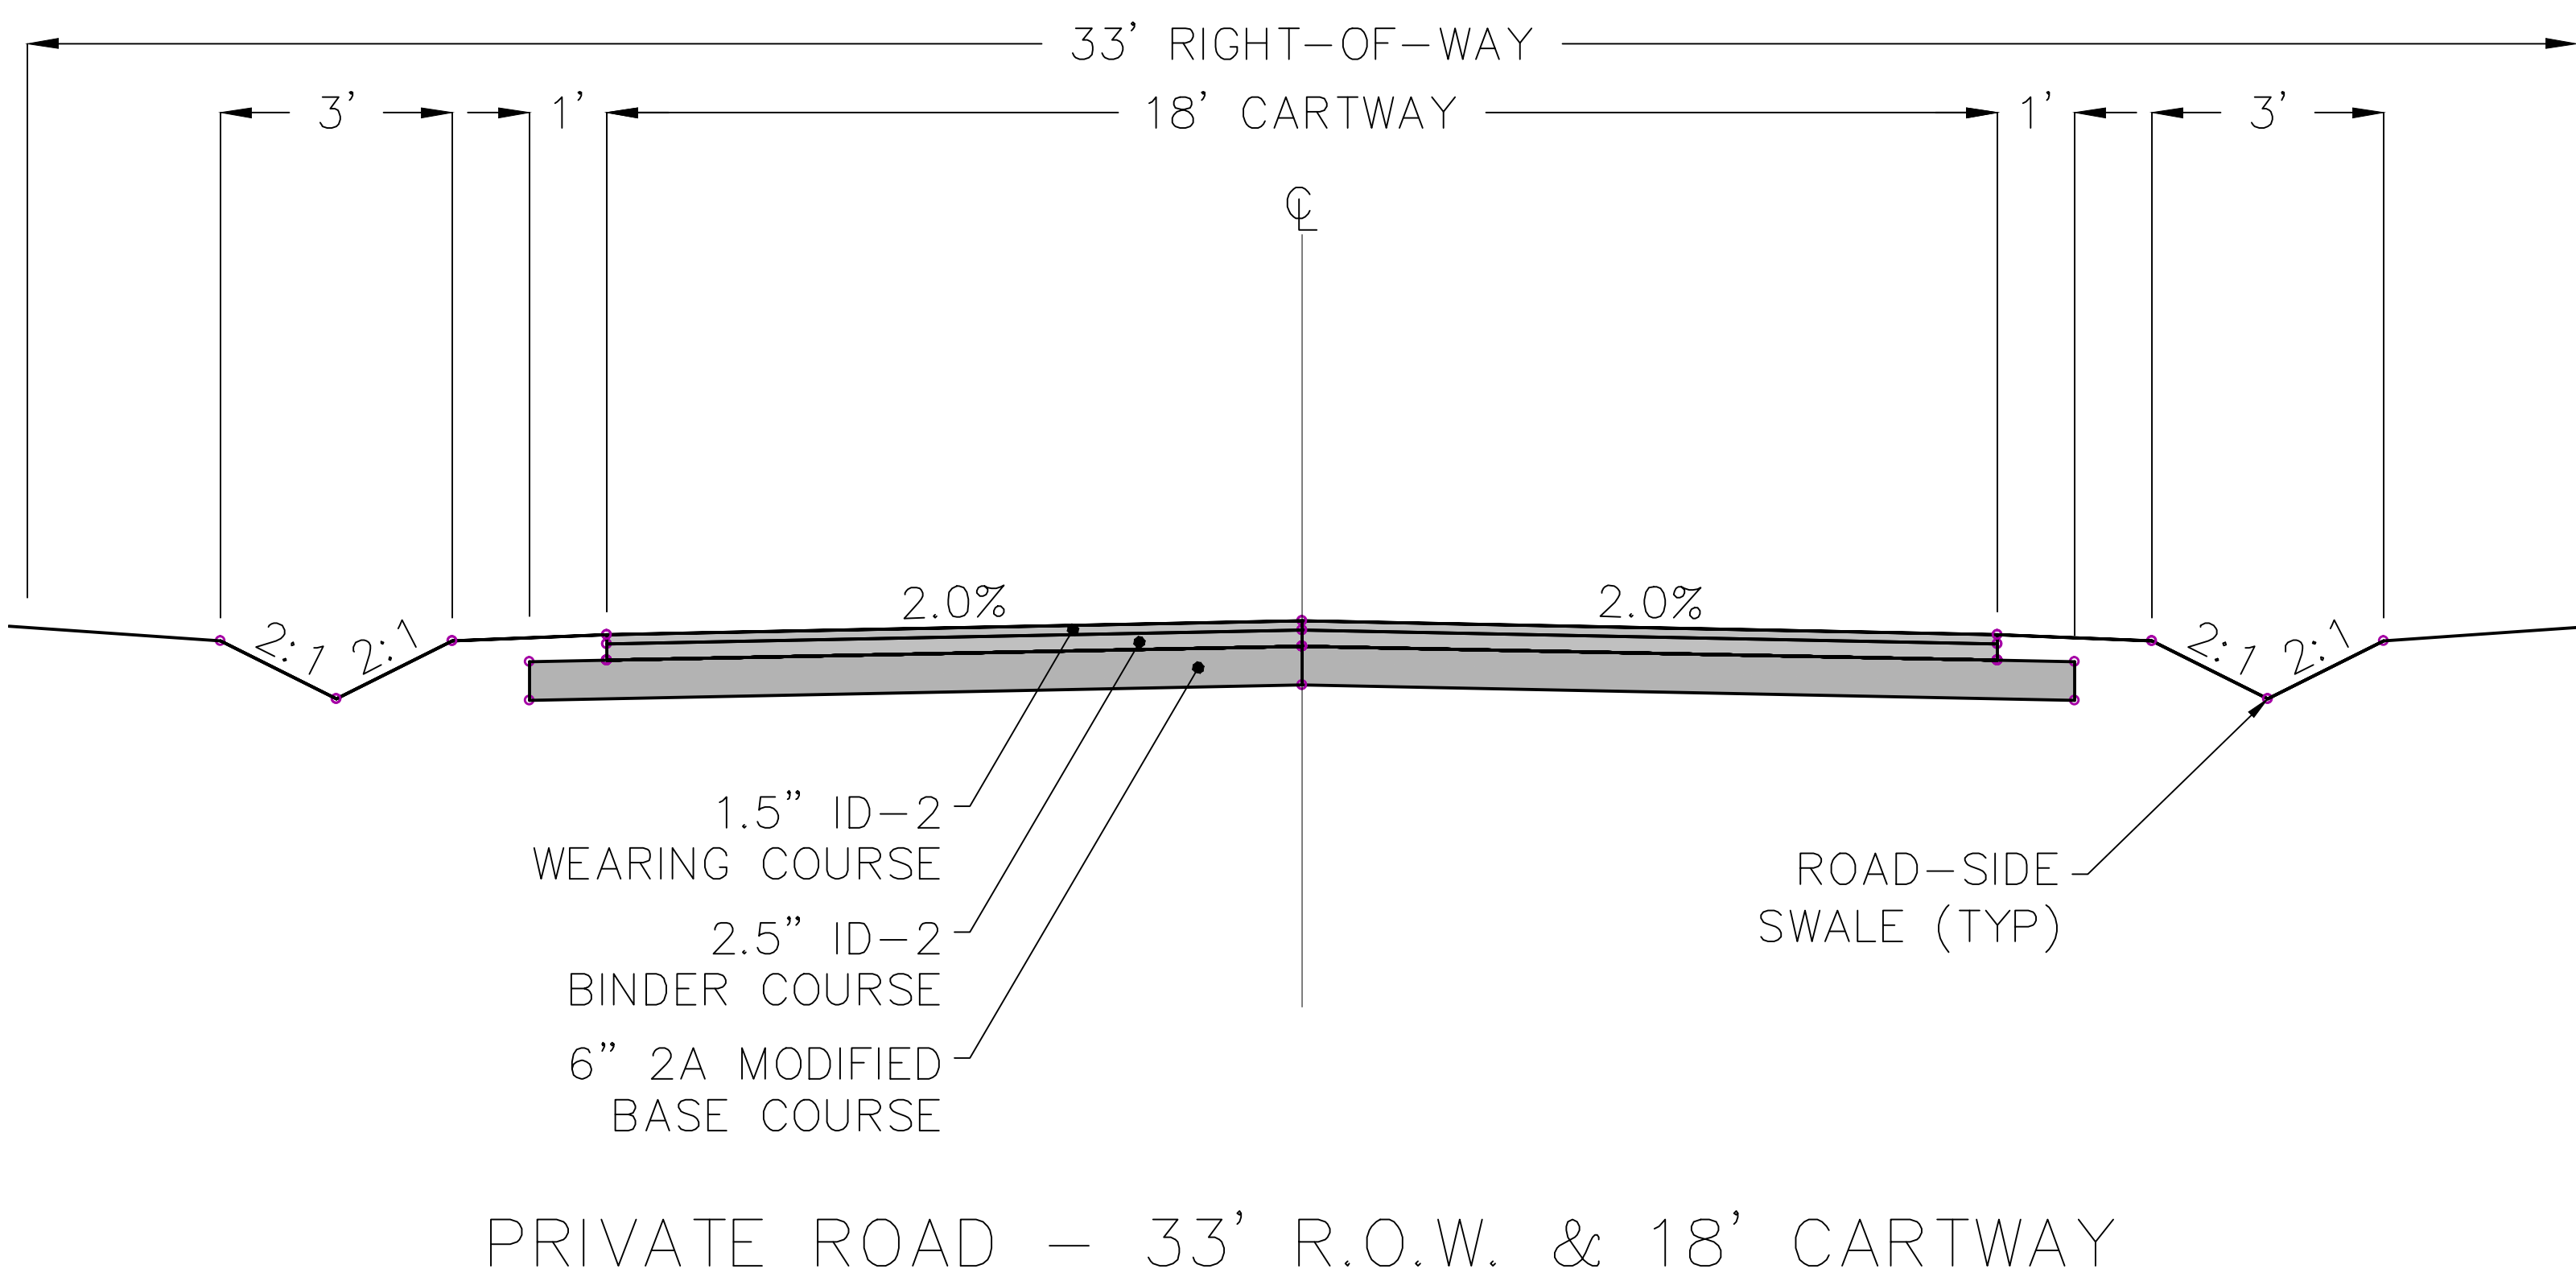 33’ RIGHT-OF-WAY
3’ 1’ 18’ CARTWAY 1’ 3’
℄
2.0% 2.0%
2:1 2:1 2:1 2:1
1.5” ID-2
WEARING COURSE
2.5” ID-2
BINDER COURSE
6” 2A MODIFIED
BASE COURSE
ROAD-SIDE
SWALE (TYP)
PRIVATE ROAD - 33’ R.O.W. & 18’ CARTWAY